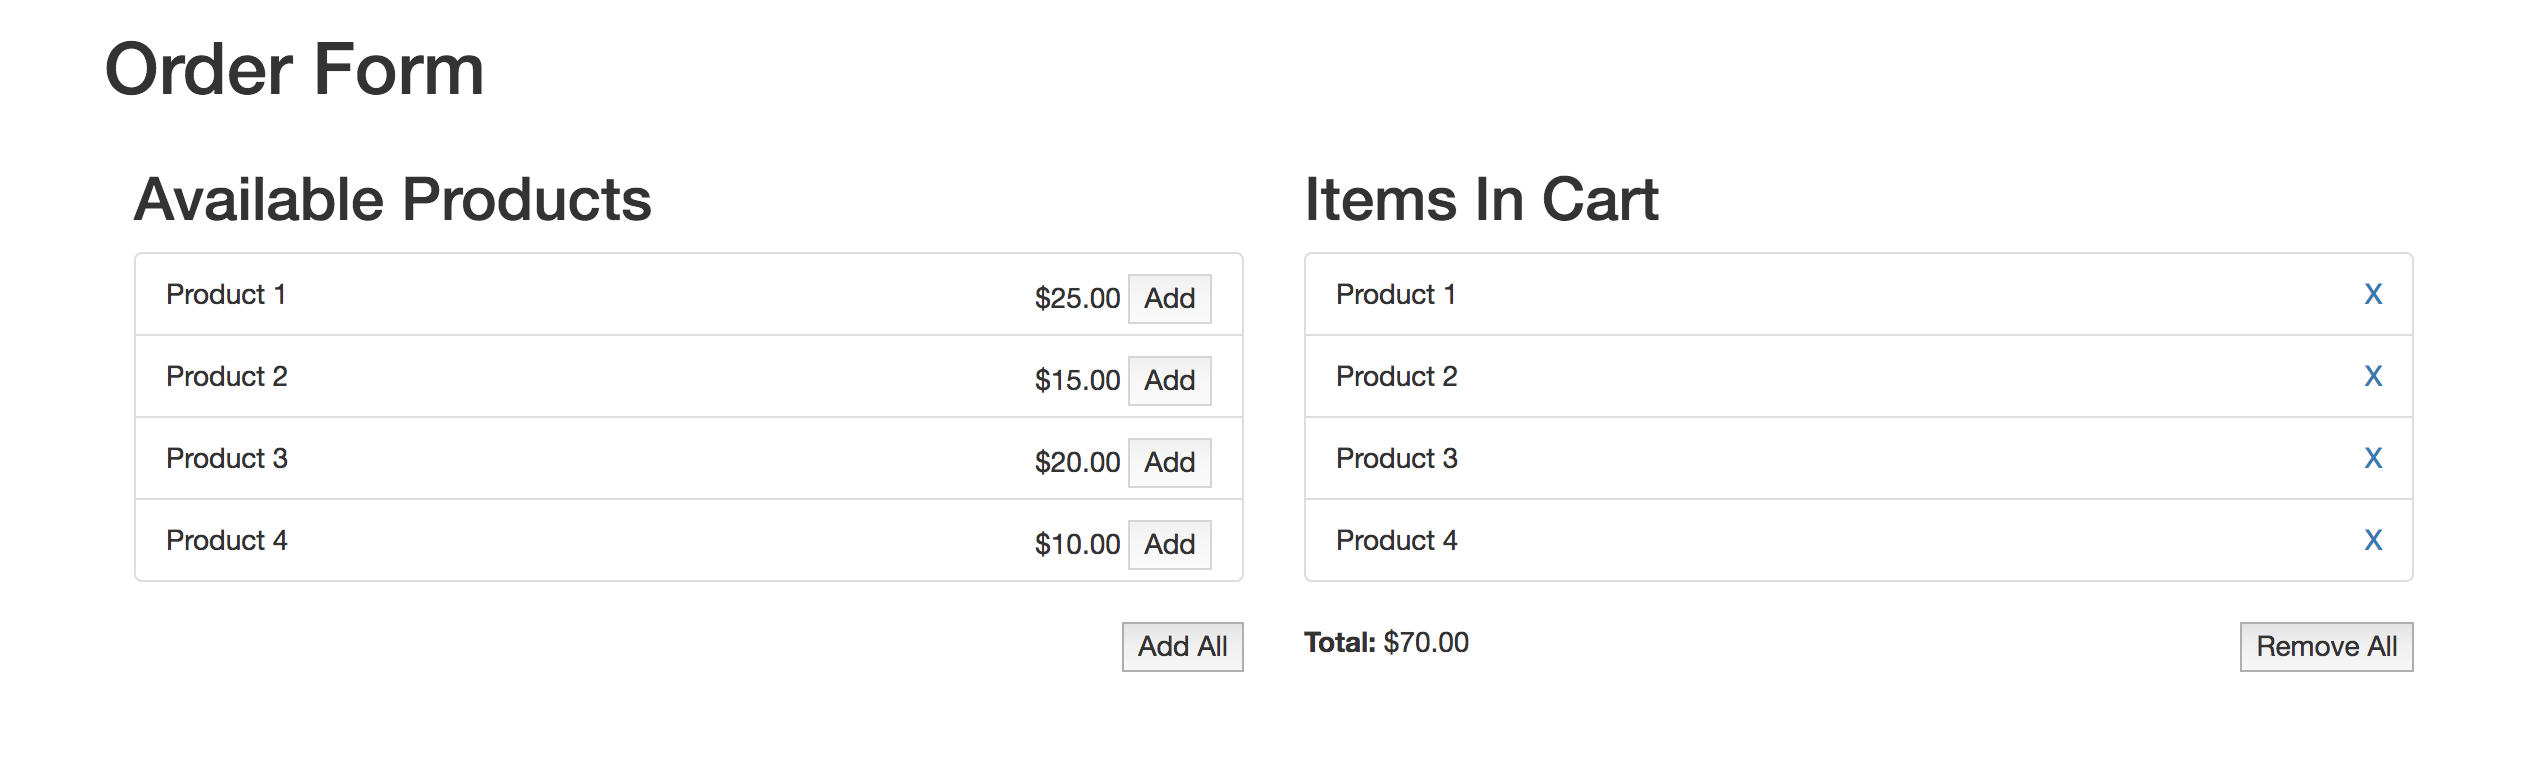 Order Form
Available Products
Product 1 $25.00 Add
Product 2 $15.00 Add
Product 3 $20.00 Add
Product 4 $10.00 Add
Add All
Items In Cart
Product 1 X
Product 2 X
Product 3 X
Product 4 X
Total: $70.00 Remove All